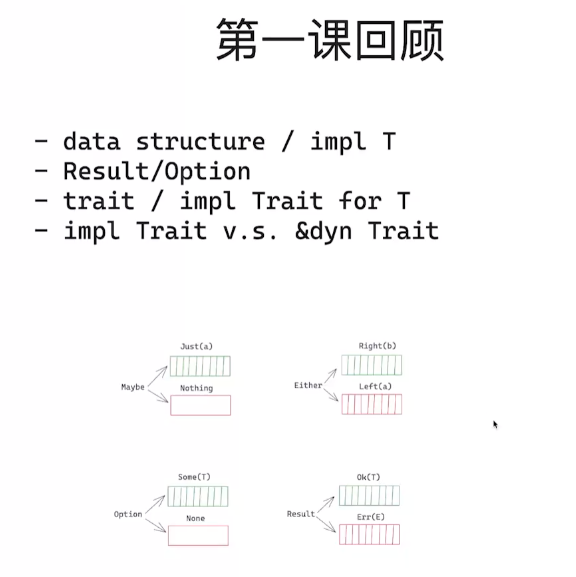 第一课回顾
- data structure / impl T
- Result/Option
- trait / impl Trait for T
- impl Trait v.s. &dyn Trait
Just(a)
Maybe
Nothing
Right(b)
Either
Left(a)
Some(T)
Option
None
Ok(T)
Result
Err(E)